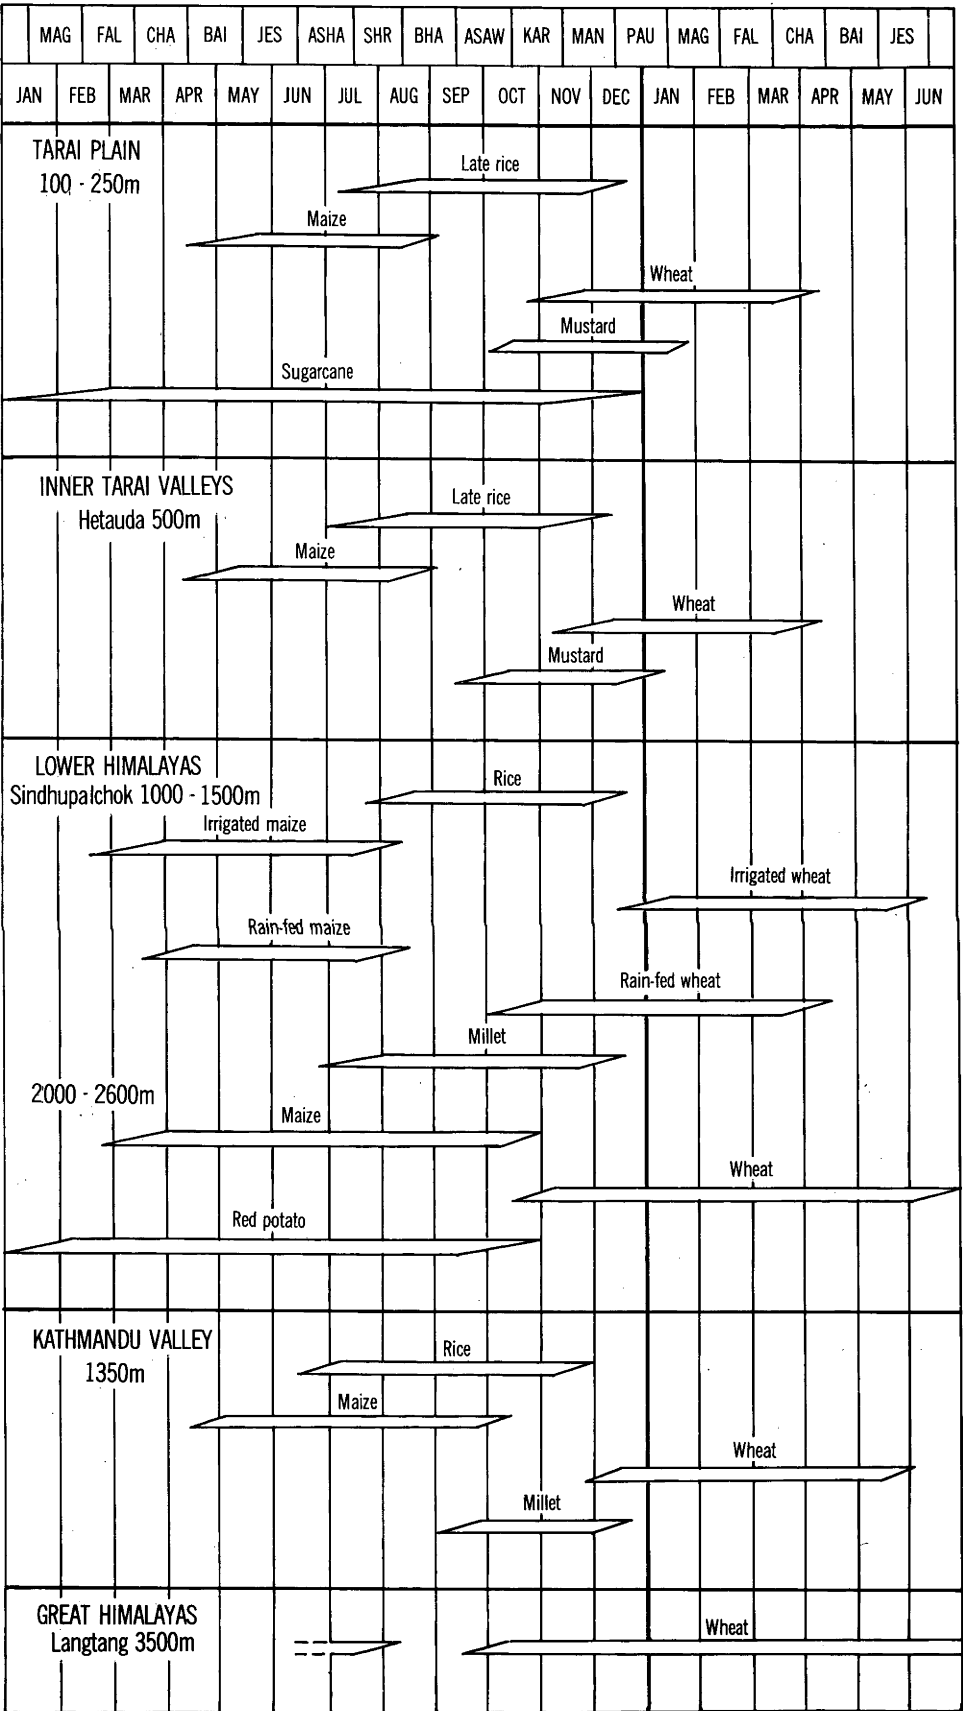 MAG FAL CHA BAI JES ASHA SHR BHA ASAW KAR MAN PAU MAG FAL CHA BAI JES
JAN FEB MAR APR MAY JUN JUL AUG SEP OCT NOV DEC JAN FEB MAR APR MAY JUN
TARAI PLAIN
100 - 250m
Late rice
Maize
Wheat
Mustard
Sugarcane
INNER TARAI VALLEYS
Hetauda 500m
Late rice
Maize
Wheat
Mustard
LOWER HIMALAYAS
Sindhupalchok 1000 - 1500m
Rice
Irrigated maize
Irrigated wheat
Rain-fed maize
Rain-fed wheat
Millet
2000 - 2600m
Maize
Wheat
Red potato
KATHMANDU VALLEY
1350m
Rice
Maize
Wheat
Millet
GREAT HIMALAYAS
Langtang 3500m
Wheat